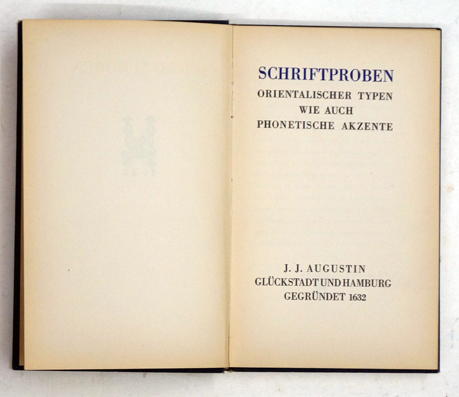 SCHRIFTPROBEN
ORIENTALISCHER TYPEN
WIE AUCH
PHONETISCHE AKZENTE
J. J. AUGUSTIN
GLÜCKSTADT UND HAMBURG
GEGRÜNDET 1632